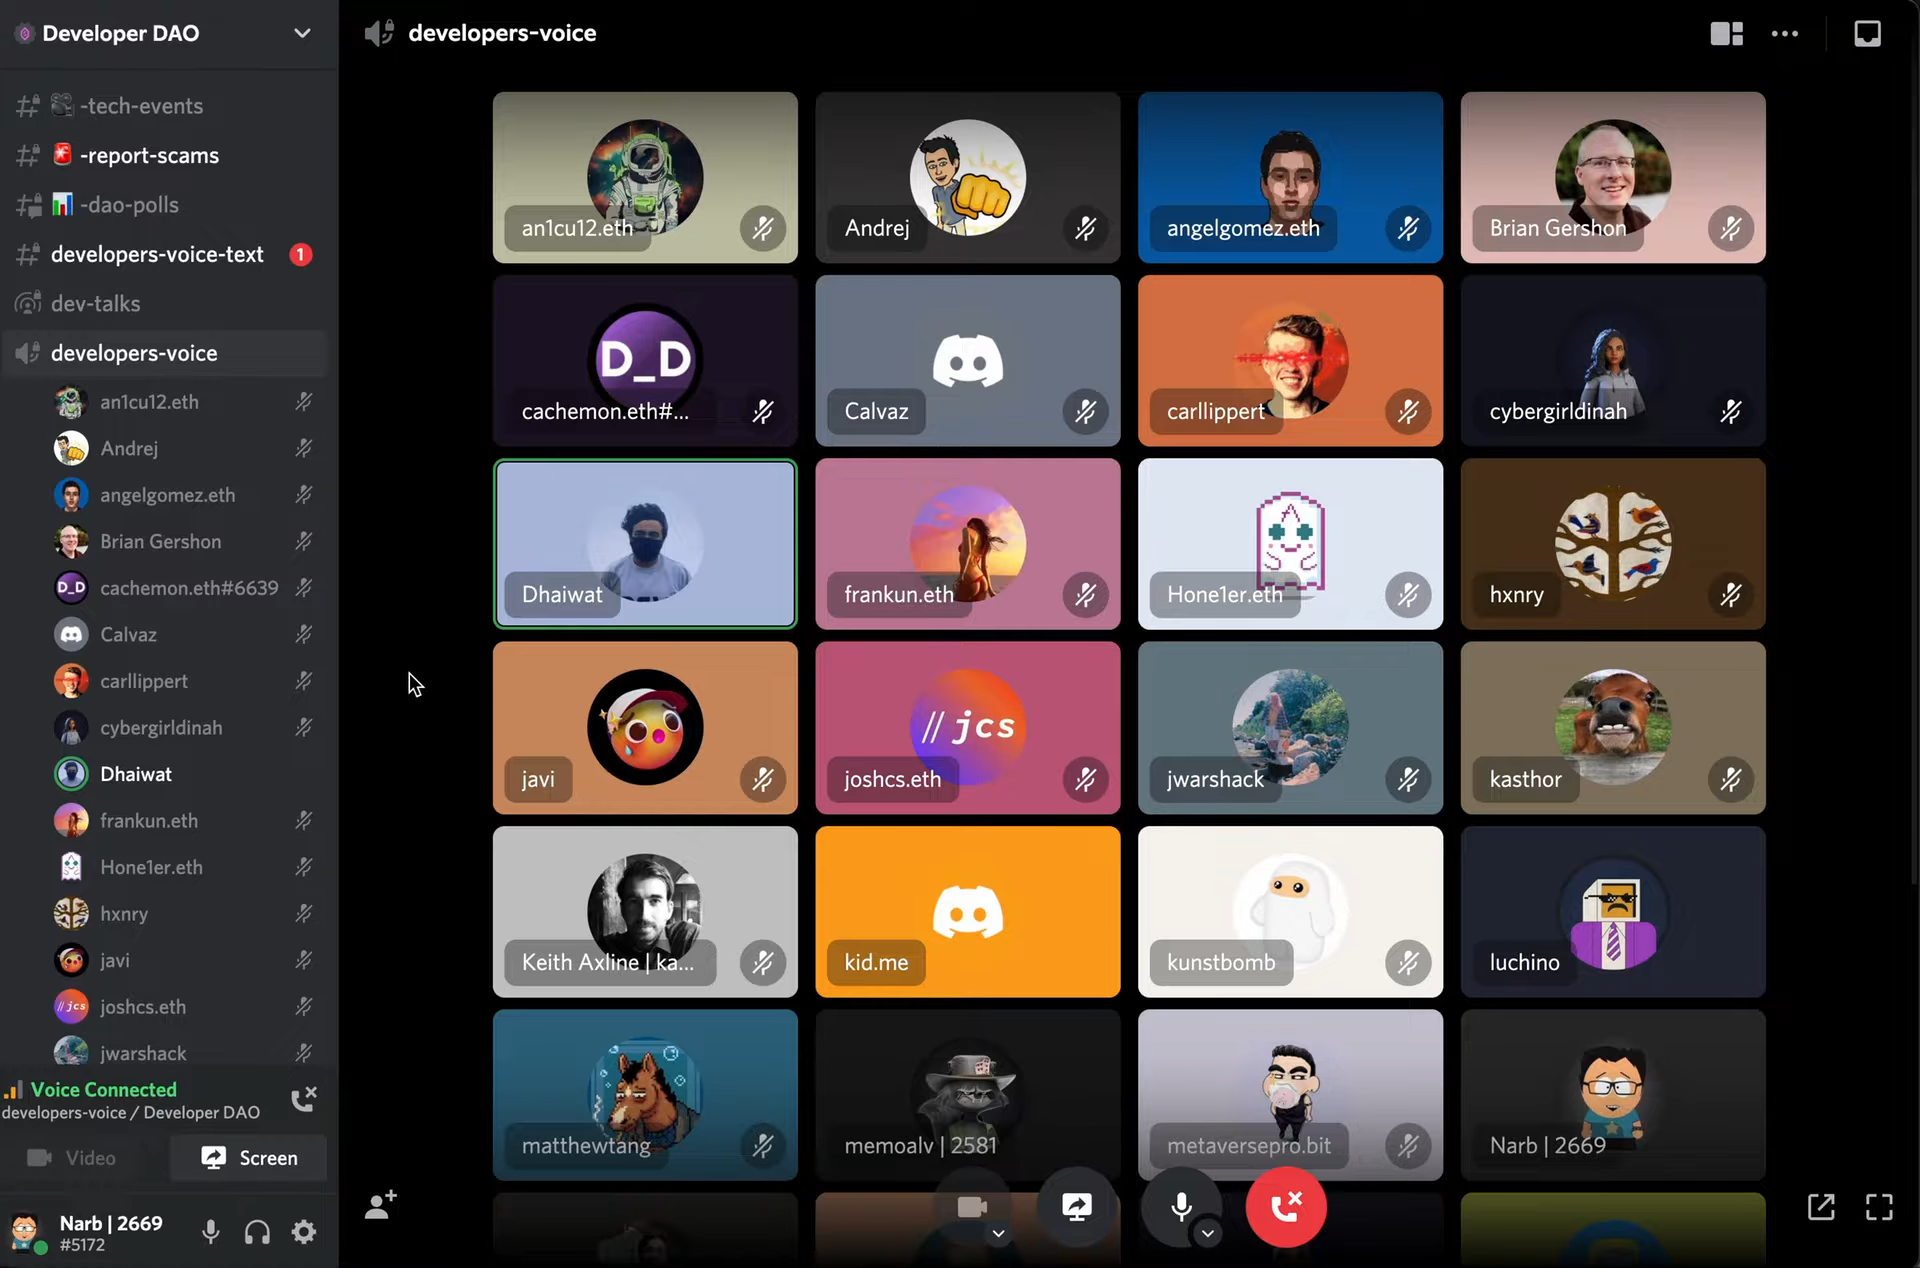 Developer DAO
-tech-events
-report-scams
-dao-polls
developers-voice-text 1
dev-talks
developers-voice
an1cu12.eth
Andrej
angelgomez.eth
Brian Gershon
D_D cachemon.eth#6639
Calvaz
carllippert
cybergirldinah
Dhaiwat
frankun.eth
Hone1er.eth
hxnry
javi
// jcs joshcs.eth
jwarshack
Voice Connected
developers-voice / Developer DAO
Video Screen
Narb | 2669
#5172
developers-voice
an1cu12.eth Andrej angelgomez.eth Brian Gershon
D_D
cachemon.eth#... Calvaz carllippert cybergirldinah
Dhaiwat frankun.eth Hone1er.eth hxnry
// jcs
javi joshcs.eth jwarshack kasthor
Keith Axline | ka... kid.me kunstbomb luchino
matthewtang memoalv | 2581 metaversepro.bit Narb | 2669